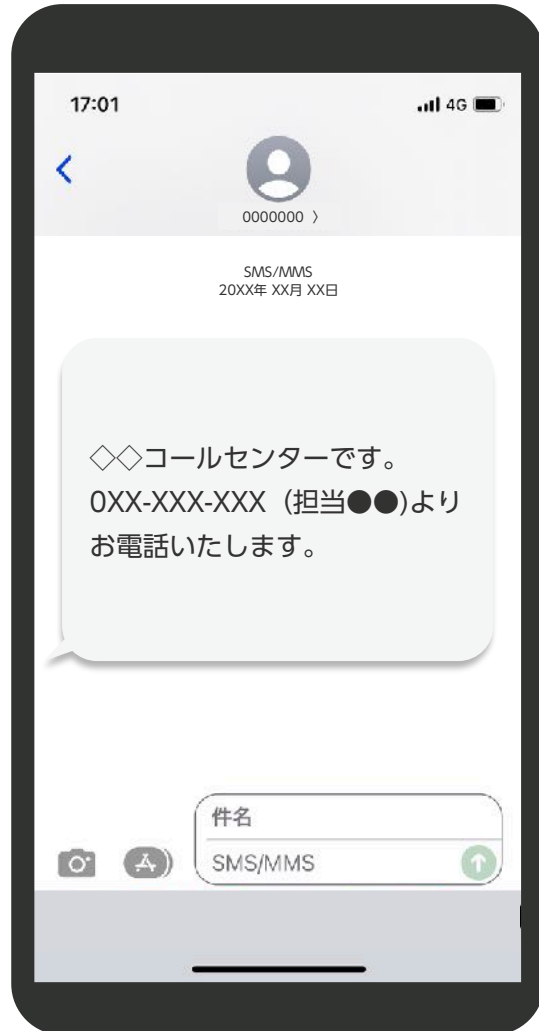 17:01
4G
0000000 〉
SMS/MMS
20XX年 XX月 XX日
◇◇コールセンターです。
0XX-XXX-XXX（担当●●)より
お電話いたします。
件名
SMS/MMS